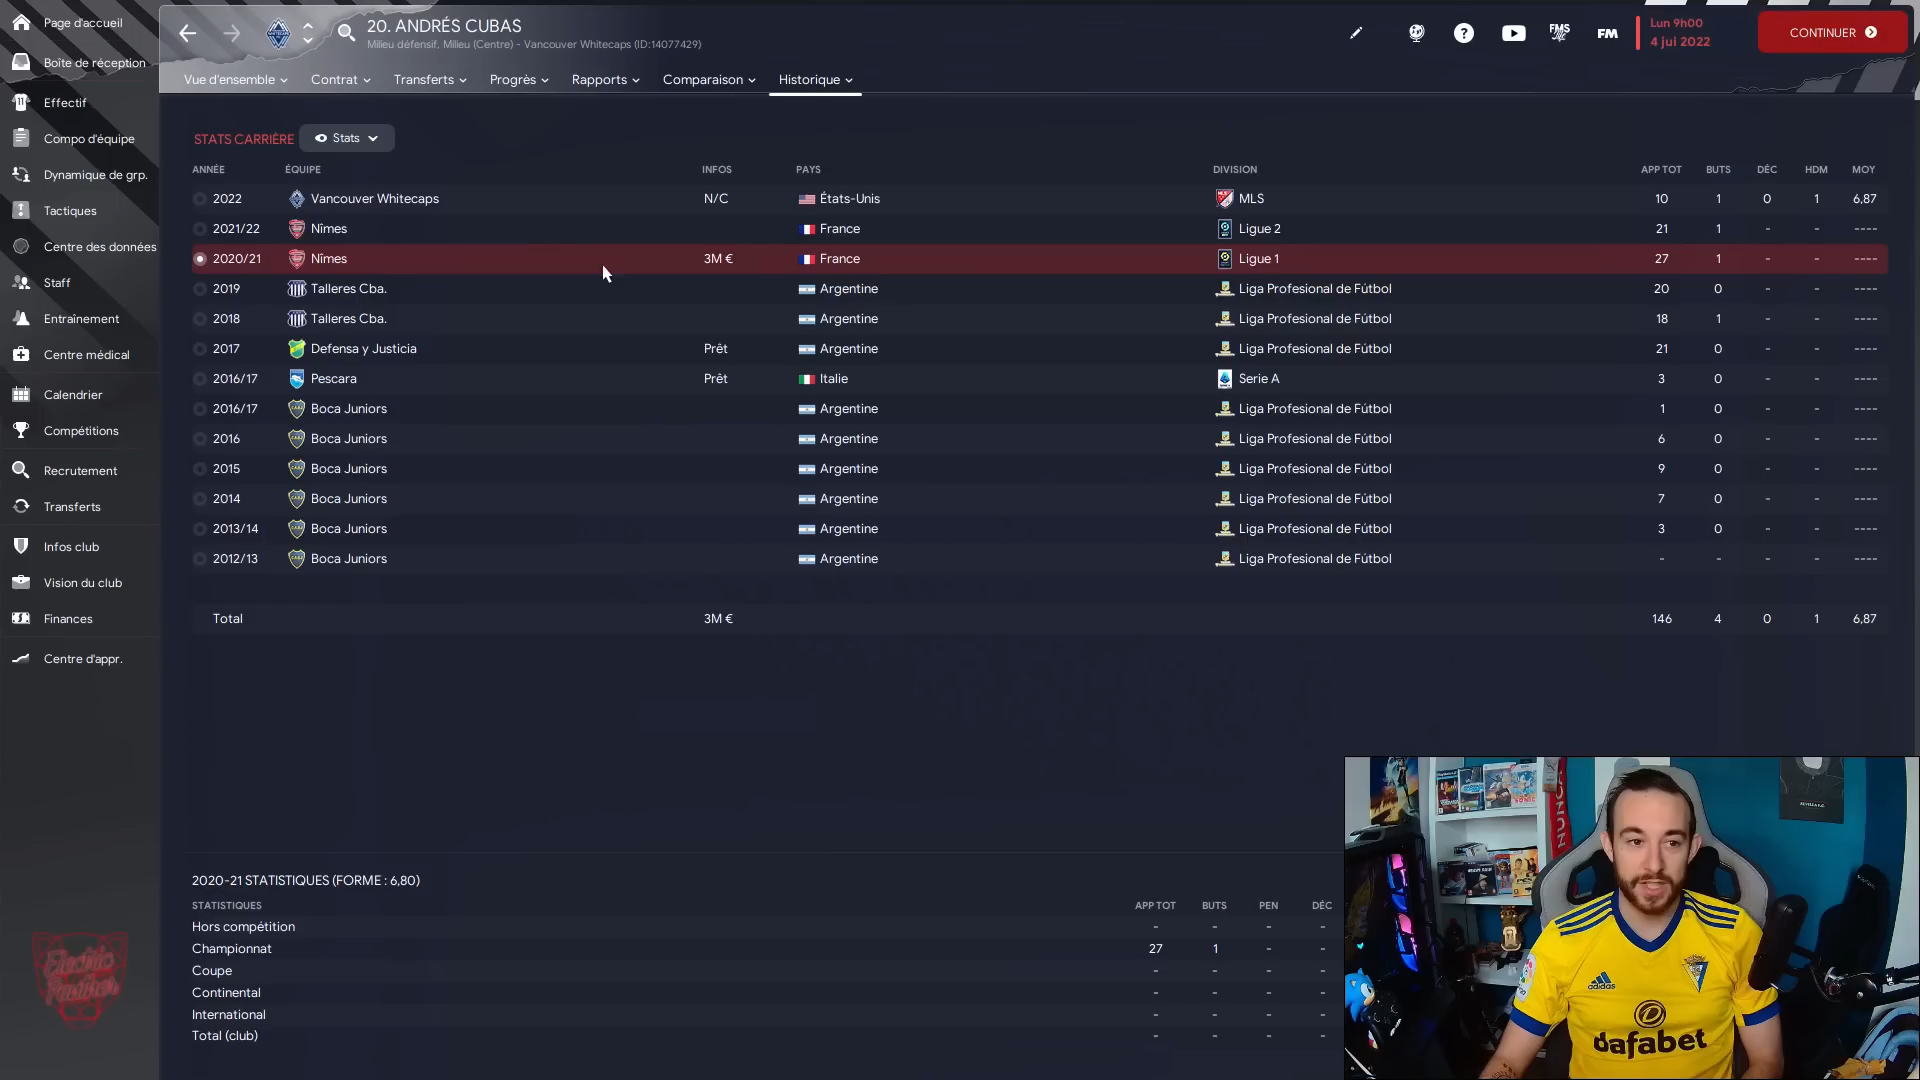 Page d'accueil
Boîte de réception
Effectif
Compo d'équipe
Dynamique de grp.
Tactiques
Centre des données
Staff
Entraînement
Centre médical
Calendrier
Compétitions
Recrutement
Transferts
Infos club
Vision du club
Finances
Centre d'appr.
Electric Panther
20. ANDRÉS CUBAS
Milieu défensif, Milieu (Centre) - Vancouver Whitecaps (ID:14077429)
FMS
FM
Lun 9h00
4 jui 2022
CONTINUER
Vue d'ensemble Contrat Transferts Progrès Rapports Comparaison Historique
STATS CARRIÈRE Stats
ANNÉE ÉQUIPE INFOS PAYS DIVISION APP TOT BUTS DÉC HDM MOY
2022 Vancouver Whitecaps N/C États-Unis MLS 10 1 0 1 6,87
2021/22 Nîmes France Ligue 2 21 1 - - ----
2020/21 Nîmes 3M € France Ligue 1 27 1 - - ----
2019 Talleres Cba. Argentine Liga Profesional de Fútbol 20 0 - - ----
2018 Talleres Cba. Argentine Liga Profesional de Fútbol 18 1 - - ----
2017 Defensa y Justicia Prêt Argentine Liga Profesional de Fútbol 21 0 - - ----
2016/17 Pescara Prêt Italie Serie A 3 0 - - ----
2016/17 Boca Juniors Argentine Liga Profesional de Fútbol 1 0 - - ----
2016 Boca Juniors Argentine Liga Profesional de Fútbol 6 0 - - ----
2015 Boca Juniors Argentine Liga Profesional de Fútbol 9 0 - - ----
2014 Boca Juniors Argentine Liga Profesional de Fútbol 7 0 - - ----
2013/14 Boca Juniors Argentine Liga Profesional de Fútbol 3 0 - - ----
2012/13 Boca Juniors Argentine Liga Profesional de Fútbol - - - - ----
Total 3M € 146 4 0 1 6,87
2020-21 STATISTIQUES (FORME : 6,80)
STATISTIQUES APP TOT BUTS PEN DÉC
Hors compétition - - - -
Championnat 27 1 - -
Coupe - - - -
Continental - - - -
International - - - -
Total (club) - - - -
NUNCA
SEVILLA F.C.
SONIC
adidas
dafabet